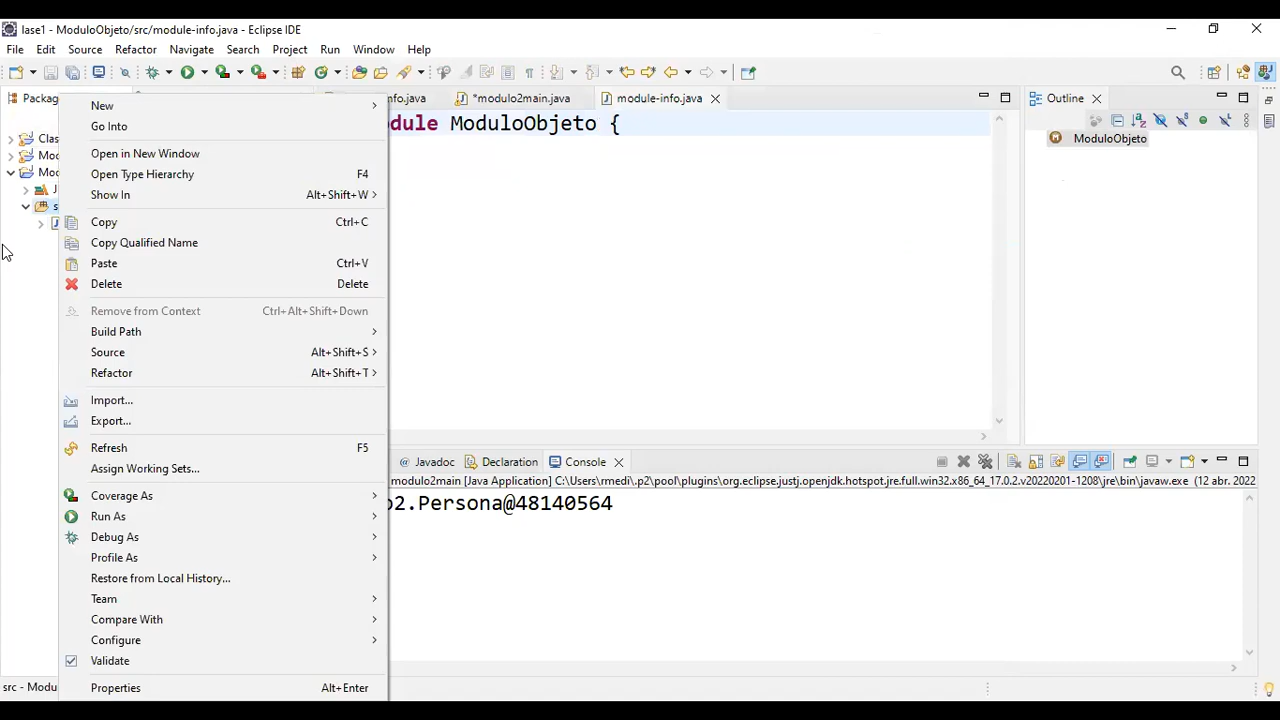 lase1 - ModuloObjeto/src/module-info.java - Eclipse IDE
File Edit Source Refactor Navigate Search Project Run Window Help
Packag
nfo.java
*modulo2main.java
module-info.java
Outline
dule ModuloObjeto {
ModuloObjeto
Clas
Mod
Mod
New
Go Into
Open in New Window
Open Type Hierarchy F4
Show In Alt+Shift+W >
Copy Ctrl+C
Copy Qualified Name
Paste Ctrl+V
Delete Delete
Remove from Context Ctrl+Alt+Shift+Down
Build Path
Source Alt+Shift+S >
Refactor Alt+Shift+T >
Import...
Export...
Refresh F5
Assign Working Sets...
Coverage As
Run As
Debug As
Profile As
Restore from Local History...
Team
Compare With
Configure
Validate
Properties Alt+Enter
@ Javadoc Declaration Console
modulo2main [Java Application] C:\Users\rmedi\.p2\pool\plugins\org.eclipse.justj.openjdk.hotspot.jre.full.win32.x86_64_17.0.2.v20220201-1208\jre\bin\javaw.exe (12 abr. 2022
o2.Persona@48140564
src - Modu